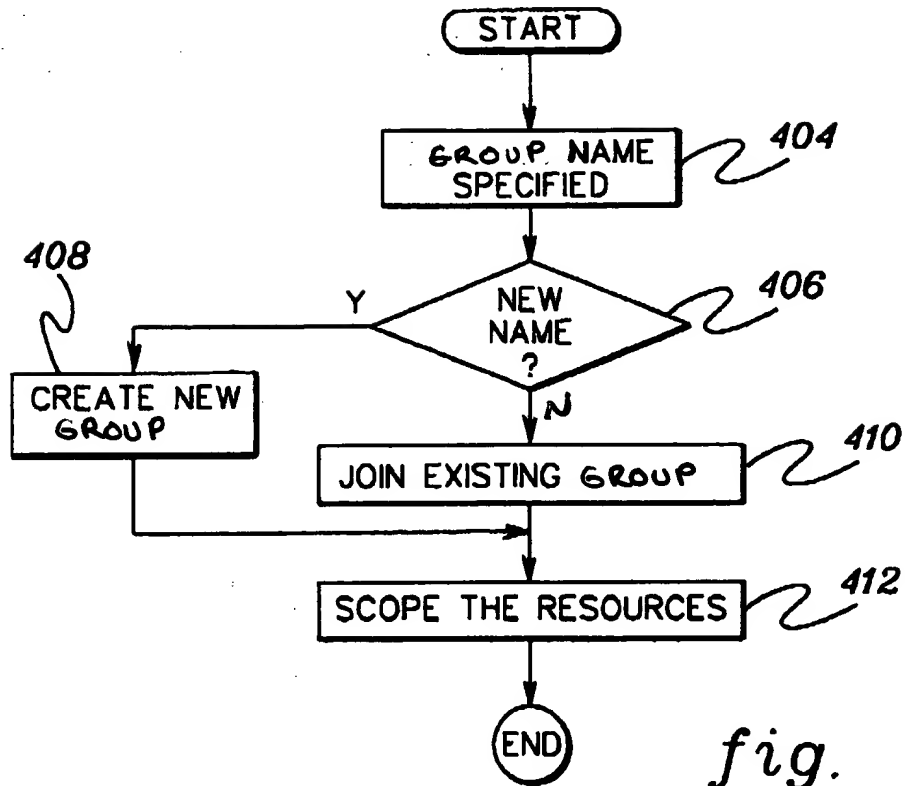 START
GROUP NAME
SPECIFIED
404
NEW
NAME
?
406
Y
408
CREATE NEW
GROUP
N
JOIN EXISTING GROUP
410
SCOPE THE RESOURCES
412
END
fig.